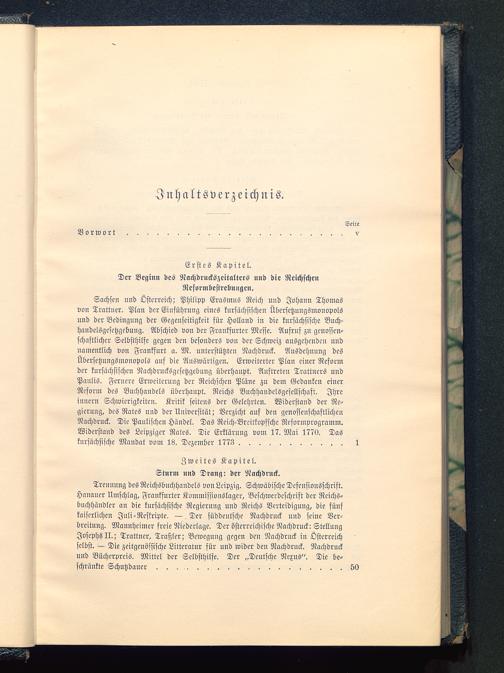 Inhaltsverzeichnis.
Seite
Vorwort . . . . . . . . . . . . . . . . . . . . . . V
Erstes Kapitel.
Der Beginn des Nachdruckszeitalters und die Reichschen
Reformbestrebungen.
Sachsen und Österreich; Philipp Erasmus Reich und Johann Thomas
von Trattner. Plan der Einführung eines kursächsischen Übersetzungsmonopols
und der Bedingung der Gegenseitigkeit für Holland in die kursächsische Buch-
handelsgesetzgebung. Abschied von der Frankfurter Messe. Aufruf zu genossen-
schaftlicher Selbsthilfe gegen den besonders von der Schweiz ausgehenden und
namentlich von Frankfurt a. M. unterstützten Nachdruck. Ausdehnung des
Übersetzungsmonopols auf die Auswärtigen. Erweiterter Plan einer Reform
der kursächsischen Nachdruckgesetzgebung überhaupt. Auftreten Trattners und
Paulis. Fernere Erweiterung der Reichschen Pläne zu dem Gedanken einer
Reform des Buchhandels überhaupt. Reichs Buchhandelsgesellschaft. Ihre
innern Schwierigkeiten. Kritik seitens der Gelehrten. Widerstand der Re-
gierung, des Rates und der Universität; Verzicht auf den genossenschaftlichen
Nachdruck. Die Paulischen Händel. Das Reich-Breitkopfsche Reformprogramm.
Widerstand des Leipziger Rates. Die Erklärung vom 17. Mai 1770. Das
kursächsische Mandat vom 18. Dezember 1773 . . . . . . . . . . . 1
Zweites Kapitel.
Sturm und Drang: der Nachdruck.
Trennung des Reichsbuchhandels von Leipzig. Schwäbische Defensionsschrift.
Hanauer Umschlag, Frankfurter Kommissionslager, Beschwerdeschrift der Reichs-
buchhändler an die kursächsische Regierung und Reichs Verteidigung, die fünf
kaiserlichen Juli-Reskripte. — Der süddeutsche Nachdruck und seine Ver-
breitung. Mannheimer freie Niederlage. Der österreichische Nachdruck: Stellung
Josephs II.; Trattner, Traßler; Bewegung gegen den Nachdruck in Österreich
selbst. — Die zeitgenössische Litteratur für und wider den Nachdruck. Nachdruck
und Bücherpreis. Mittel der Selbsthilfe. Der „Deutsche Nexus“. Die be-
schränkte Schutzdauer . . . . . . . . . . . . . . . . . . . 50